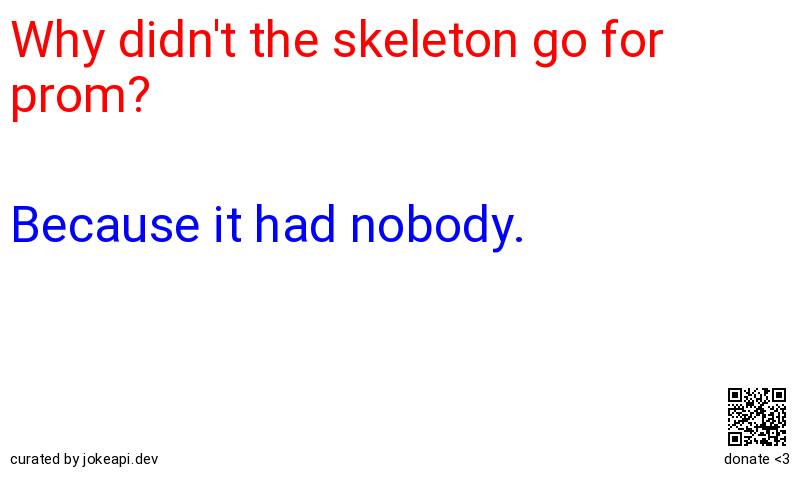 Why didn't the skeleton go for
prom?
Because it had nobody.
curated by jokeapi.dev
donate <3